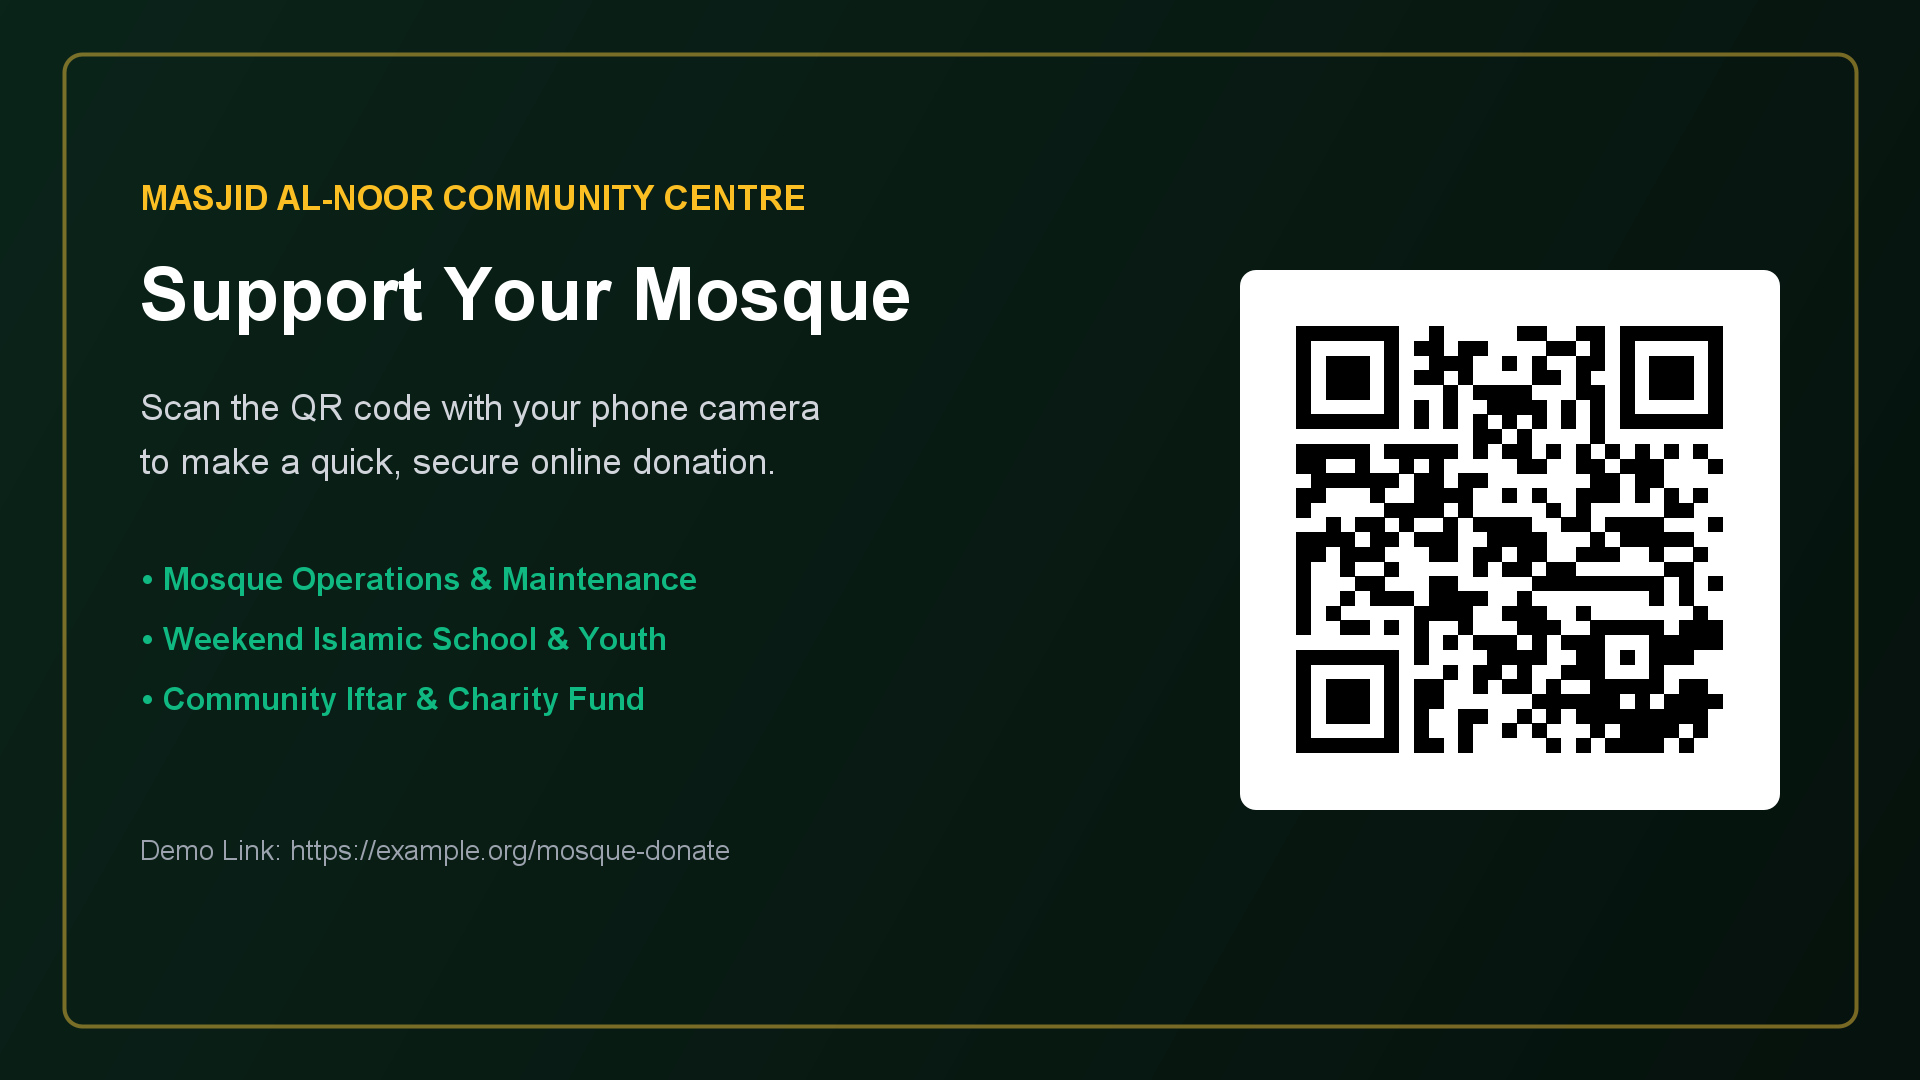 MASJID AL-NOOR COMMUNITY CENTRE
Support Your Mosque
Scan the QR code with your phone camera
to make a quick, secure online donation.
• Mosque Operations & Maintenance
• Weekend Islamic School & Youth
• Community Iftar & Charity Fund
Demo Link: https://example.org/mosque-donate